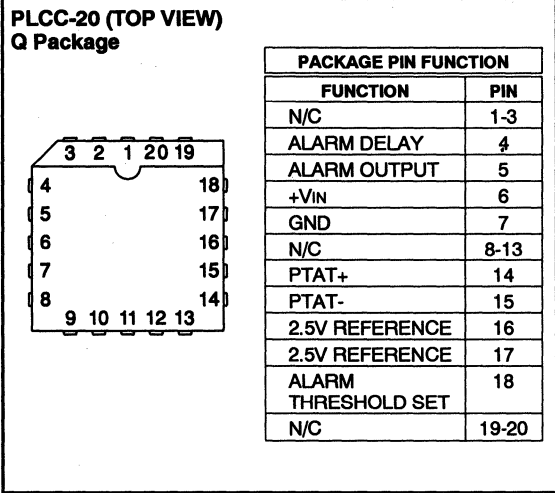 PLCC-20 (TOP VIEW)
Q Package
3 2 1 20 19
4 18
5 17
6 16
7 15
8 14
9 10 11 12 13
PACKAGE PIN FUNCTION
FUNCTION PIN
N/C 1-3
ALARM DELAY 4
ALARM OUTPUT 5
+VIN 6
GND 7
N/C 8-13
PTAT+ 14
PTAT- 15
2.5V REFERENCE 16
2.5V REFERENCE 17
ALARM 18
THRESHOLD SET
N/C 19-20